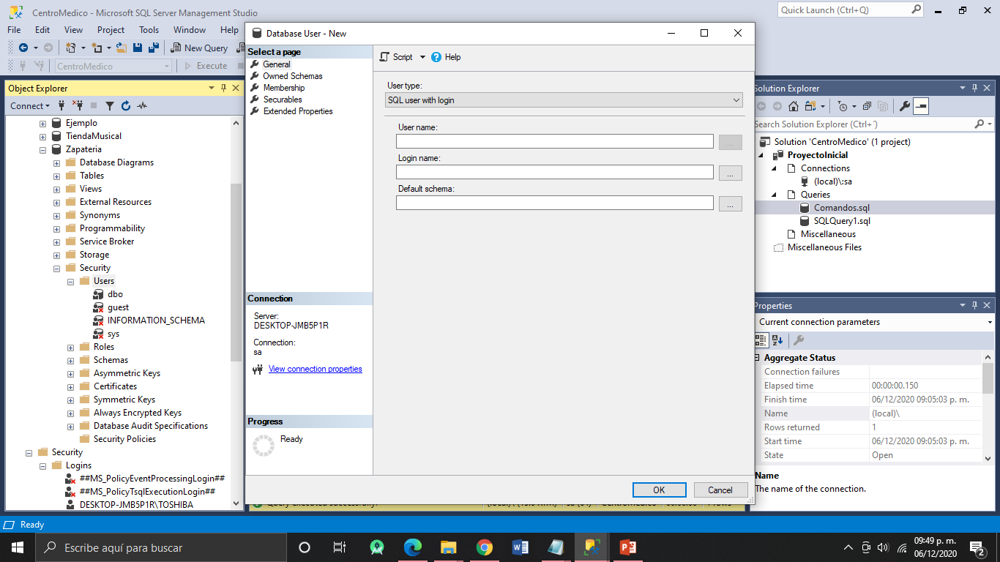 CentroMedico - Microsoft SQL Server Management Studio
Quick Launch (Ctrl+Q)
File Edit View Project Tools Window Help
New Query
CentroMedico Execute
Object Explorer
Connect
Ejemplo
TiendaMusical
Zapateria
Database Diagrams
Tables
Views
External Resources
Synonyms
Programmability
Service Broker
Storage
Security
Users
dbo
guest
INFORMATION_SCHEMA
sys
Roles
Schemas
Asymmetric Keys
Certificates
Symmetric Keys
Always Encrypted Keys
Database Audit Specifications
Security Policies
Security
Logins
##MS_PolicyEventProcessingLogin##
##MS_PolicyTsqlExecutionLogin##
DESKTOP-JMB5P1R\TOSHIBA
Database User - New
Select a page
General
Owned Schemas
Membership
Securables
Extended Properties
Connection
Server:
DESKTOP-JMB5P1R
Connection:
sa
View connection properties
Progress
Ready
Script Help
User type:
SQL user with login
User name:
...
Login name:
...
Default schema:
...
OK Cancel
Solution Explorer
Search Solution Explorer (Ctrl+´)
Solution 'CentroMedico' (1 project)
ProyectoInicial
Connections
(local)\:sa
Queries
Comandos.sql
SQLQuery1.sql
Miscellaneous
Miscellaneous Files
Properties
Current connection parameters
Aggregate Status
Connection failures
Elapsed time 00:00:00.150
Finish time 06/12/2020 09:05:03 p. m.
Name (local)\
Rows returned 1
Start time 06/12/2020 09:05:03 p. m.
State Open
Name
The name of the connection.
Ready
Escribe aquí para buscar
09:49 p. m.
06/12/2020
2